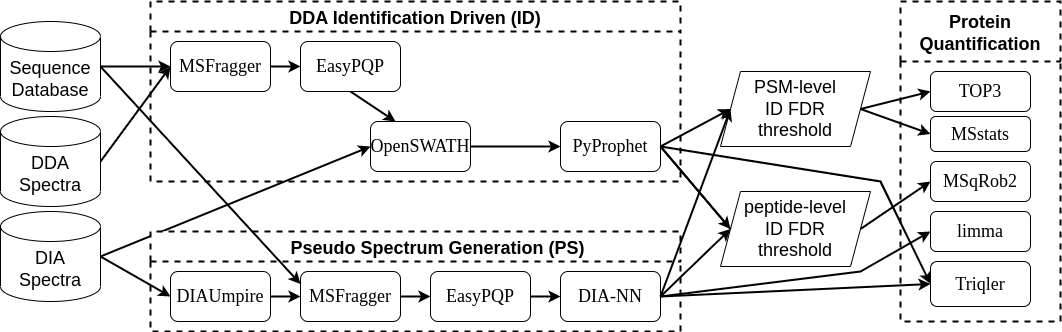 DDA Identification Driven (ID)
Protein
Quantification
Sequence
Database
MSFragger
EasyPQP
PSM-level
ID FDR
threshold
TOP3
MSstats
DDA
Spectra
OpenSWATH
PyProphet
MSqRob2
peptide-level
ID FDR
threshold
limma
DIA
Spectra
Pseudo Spectrum Generation (PS)
DIAUmpire
MSFragger
EasyPQP
DIA-NN
Triqler